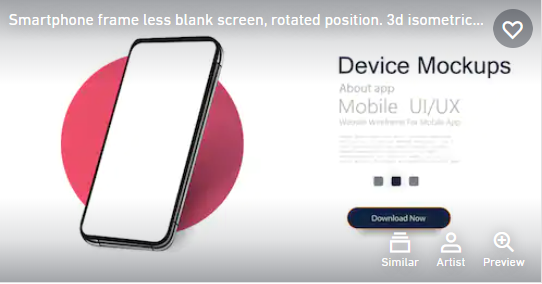 Smartphone frame less blank screen, rotated position. 3d isometric...
Device Mockups
About app
Mobile UI/UX
Website Wireframe For Mobile App
Download Now
Similar
Artist
Preview